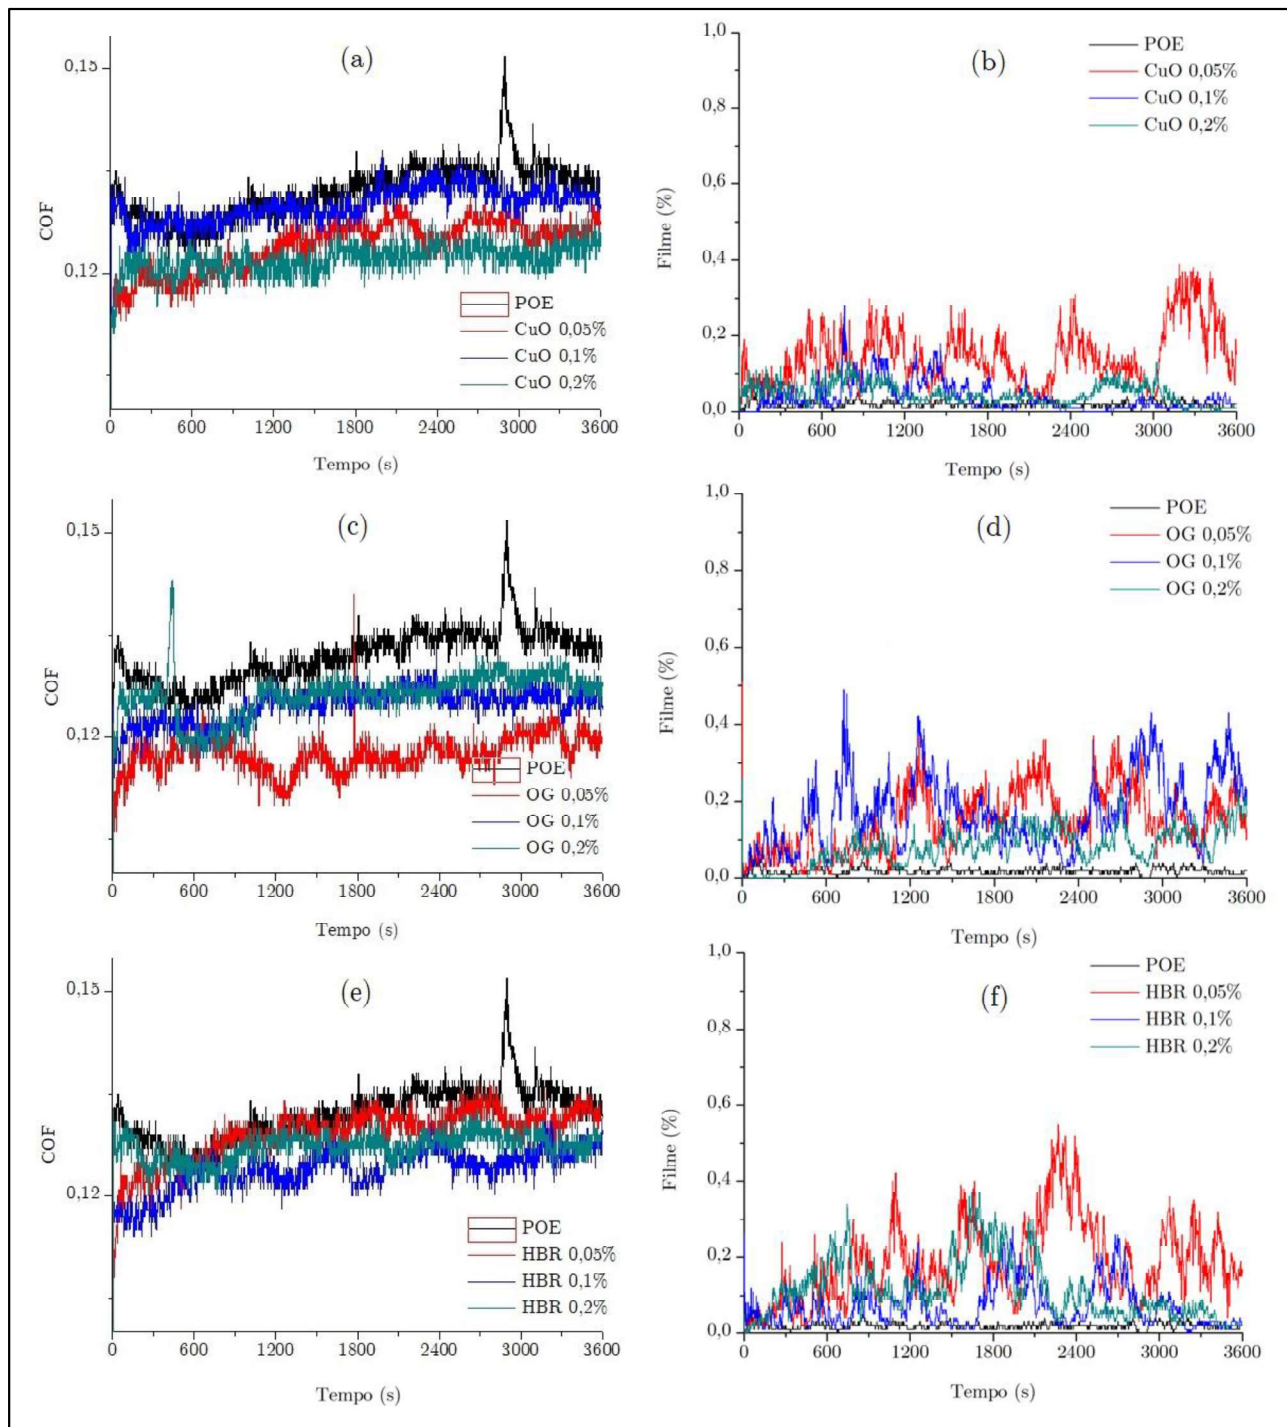 (a)
0,15
0,12
COF
POE
CuO 0,05%
CuO 0,1%
CuO 0,2%
0 600 1200 1800 2400 3000 3600
Tempo (s)
(b)
1,0
0,8
0,6
0,4
0,2
0,0
Filme (%)
POE
CuO 0,05%
CuO 0,1%
CuO 0,2%
0 600 1200 1800 2400 3000 3600
Tempo (s)
(c)
0,15
0,12
COF
POE
OG 0,05%
OG 0,1%
OG 0,2%
0 600 1200 1800 2400 3000 3600
Tempo (s)
(d)
1,0
0,8
0,6
0,4
0,2
0,0
Filme (%)
POE
OG 0,05%
OG 0,1%
OG 0,2%
0 600 1200 1800 2400 3000 3600
Tempo (s)
(e)
0,15
0,12
COF
POE
HBR 0,05%
HBR 0,1%
HBR 0,2%
0 600 1200 1800 2400 3000 3600
Tempo (s)
(f)
1,0
0,8
0,6
0,4
0,2
0,0
Filme (%)
POE
HBR 0,05%
HBR 0,1%
HBR 0,2%
0 600 1200 1800 2400 3000 3600
Tempo (s)